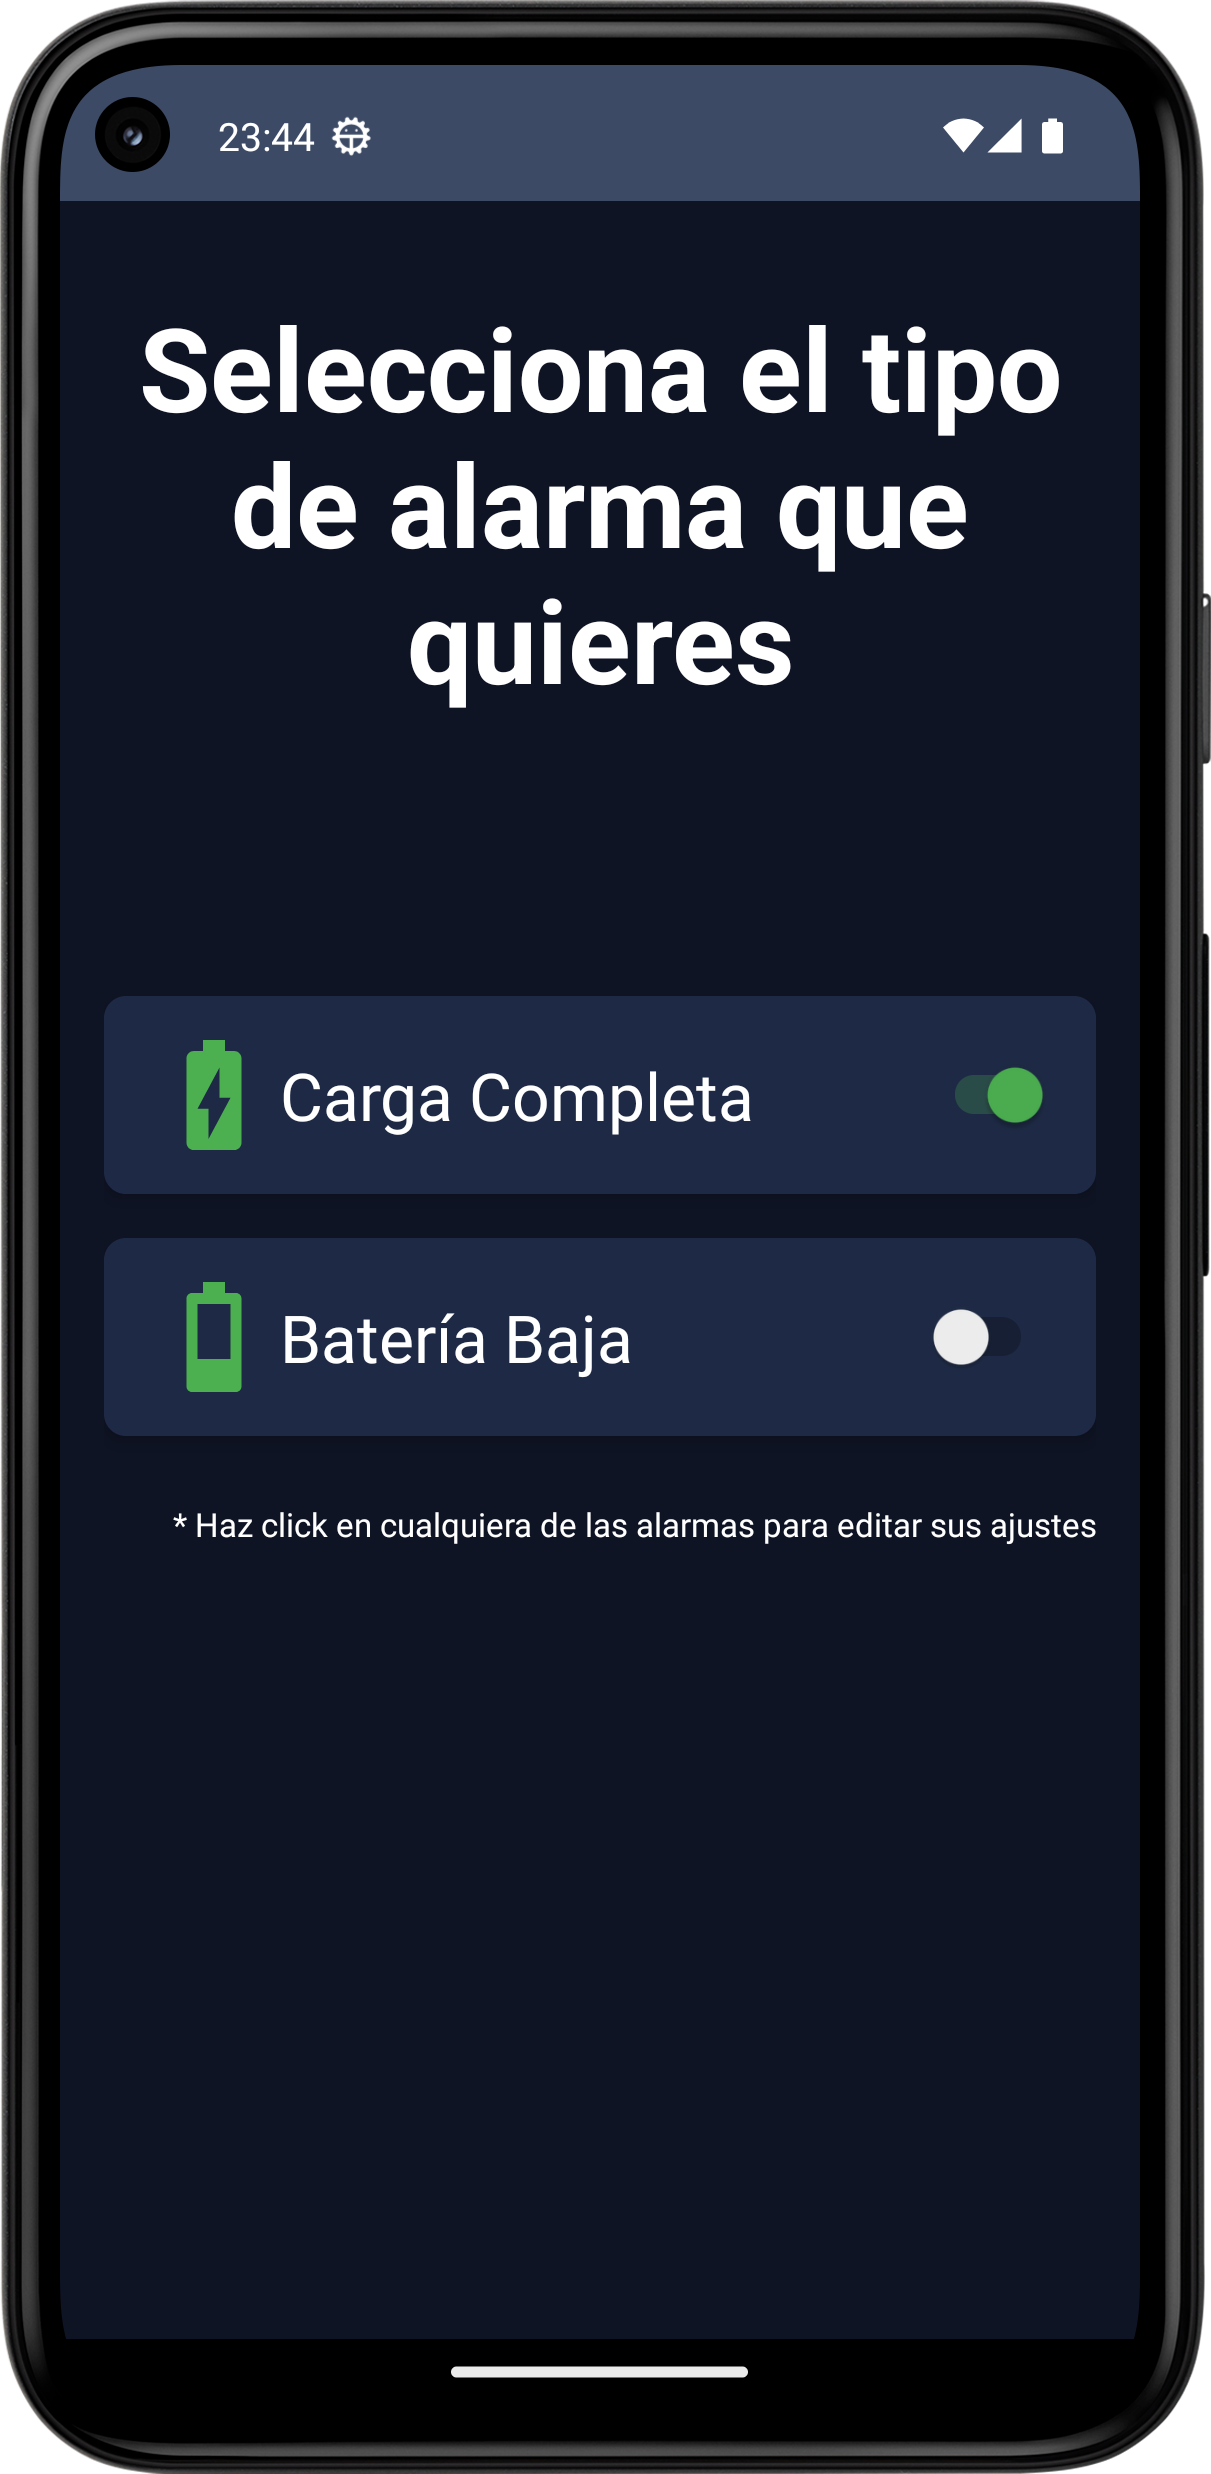 23:44
Selecciona el tipo
de alarma que
quieres
Carga Completa
Batería Baja
* Haz click en cualquiera de las alarmas para editar sus ajustes